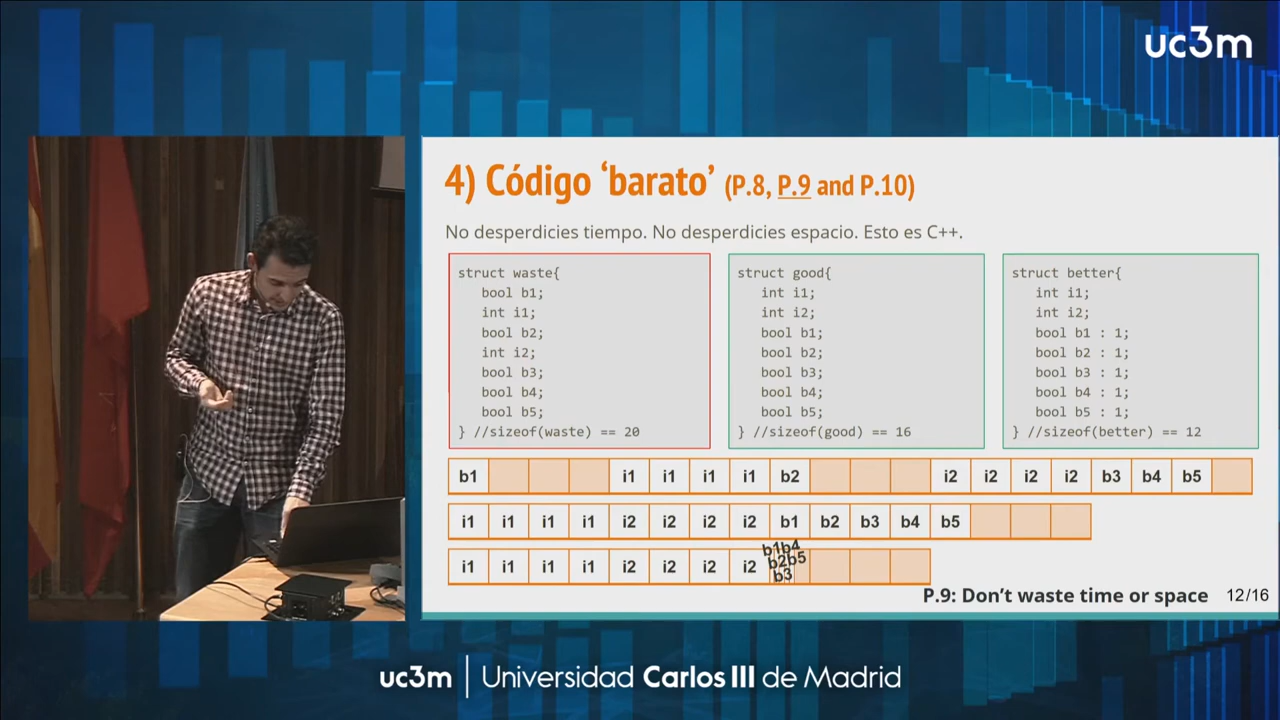 uc3m
4) Código ‘barato’ (P.8, P.9 and P.10)
No desperdicies tiempo. No desperdicies espacio. Esto es C++.
struct waste{
bool b1;
int i1;
bool b2;
int i2;
bool b3;
bool b4;
bool b5;
} //sizeof(waste) == 20
struct good{
int i1;
int i2;
bool b1;
bool b2;
bool b3;
bool b4;
bool b5;
} //sizeof(good) == 16
struct better{
int i1;
int i2;
bool b1 : 1;
bool b2 : 1;
bool b3 : 1;
bool b4 : 1;
bool b5 : 1;
} //sizeof(better) == 12
b1 i1 i1 i1 i1 b2 i2 i2 i2 i2 b3 b4 b5
i1 i1 i1 i1 i2 i2 i2 i2 b1 b2 b3 b4 b5
i1 i1 i1 i1 i2 i2 i2 i2 b1 b4 b2 b5 b3
P.9: Don’t waste time or space 12/16
uc3m | Universidad Carlos III de Madrid